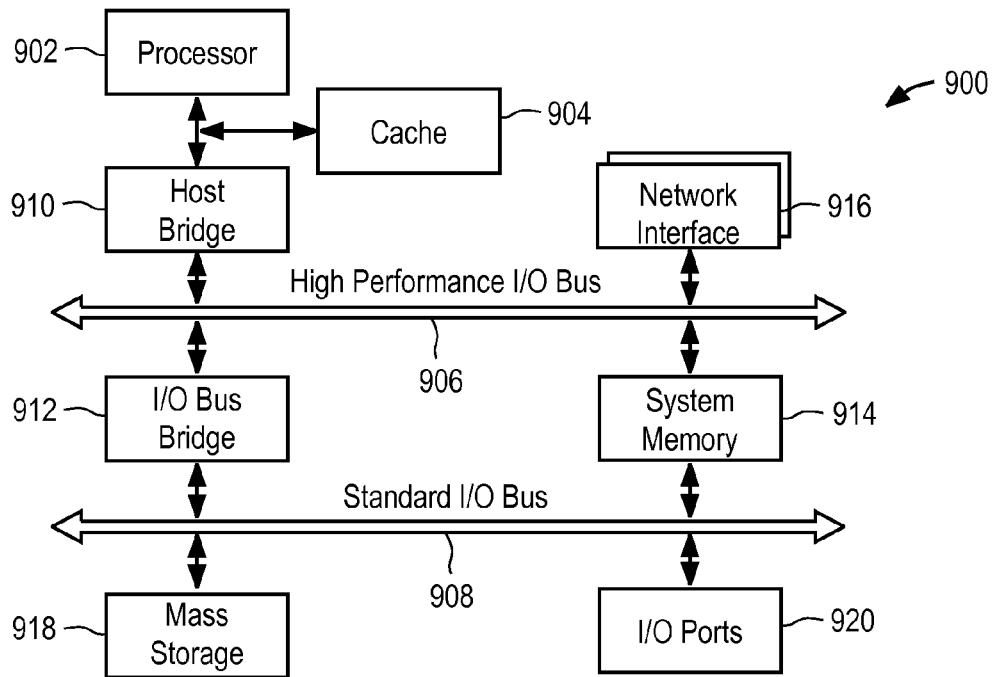 902
Processor
900
Cache
904
910
Host
Bridge
Network
Interface
916
High Performance I/O Bus
906
912
I/O Bus
Bridge
System
Memory
914
Standard I/O Bus
908
918
Mass
Storage
I/O Ports
920